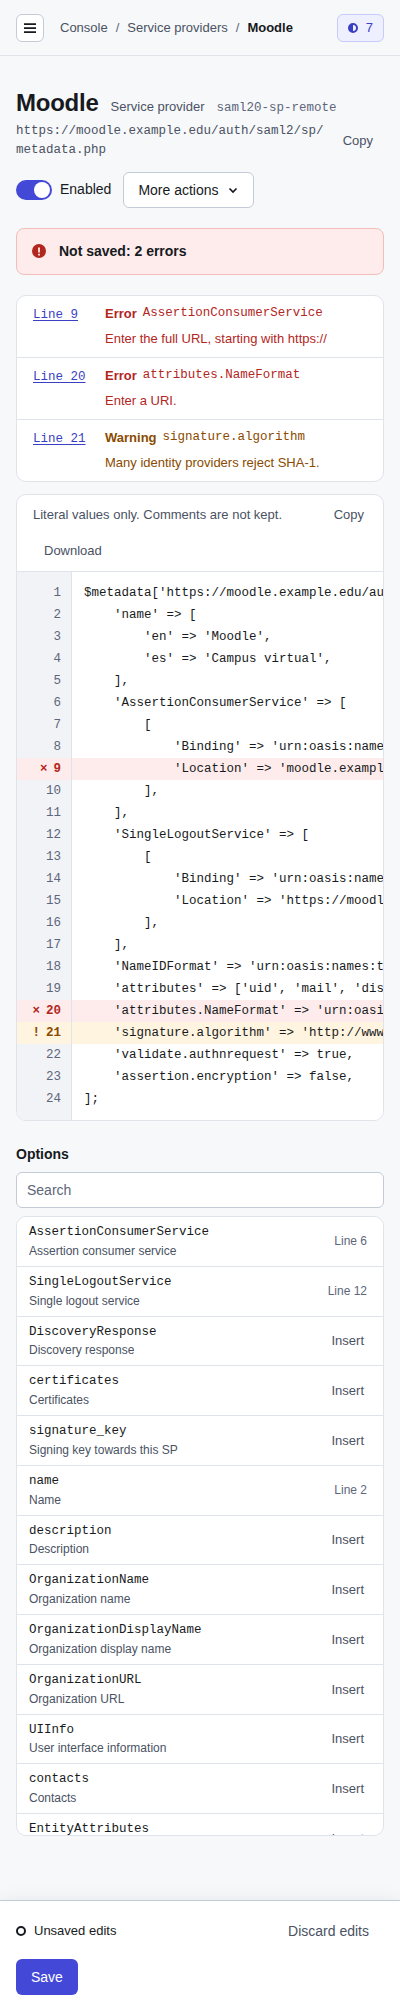 Console / Service providers / Moodle
7
Moodle Service provider saml20-sp-remote
https://moodle.example.edu/auth/saml2/sp/
metadata.php
Copy
Enabled
More actions
Not saved: 2 errors
Line 9 Error AssertionConsumerService
Enter the full URL, starting with https://
Line 20 Error attributes.NameFormat
Enter a URI.
Line 21 Warning signature.algorithm
Many identity providers reject SHA-1.
Literal values only. Comments are not kept. Copy
Download
1 $metadata['https://moodle.example.edu/au
2 'name' => [
3 'en' => 'Moodle',
4 'es' => 'Campus virtual',
5 ],
6 'AssertionConsumerService' => [
7 [
8 'Binding' => 'urn:oasis:name
× 9 'Location' => 'moodle.exampl
10 ],
11 ],
12 'SingleLogoutService' => [
13 [
14 'Binding' => 'urn:oasis:name
15 'Location' => 'https://moodl
16 ],
17 ],
18 'NameIDFormat' => 'urn:oasis:names:t
19 'attributes' => ['uid', 'mail', 'dis
× 20 'attributes.NameFormat' => 'urn:oasi
! 21 'signature.algorithm' => 'http://www
22 'validate.authnrequest' => true,
23 'assertion.encryption' => false,
24 ];
Options
Search
AssertionConsumerService
Assertion consumer service
Line 6
SingleLogoutService
Single logout service
Line 12
DiscoveryResponse
Discovery response
Insert
certificates
Certificates
Insert
signature_key
Signing key towards this SP
Insert
name
Name
Line 2
description
Description
Insert
OrganizationName
Organization name
Insert
OrganizationDisplayName
Organization display name
Insert
OrganizationURL
Organization URL
Insert
UIInfo
User interface information
Insert
contacts
Contacts
Insert
EntityAttributes
Unsaved edits
Discard edits
Save